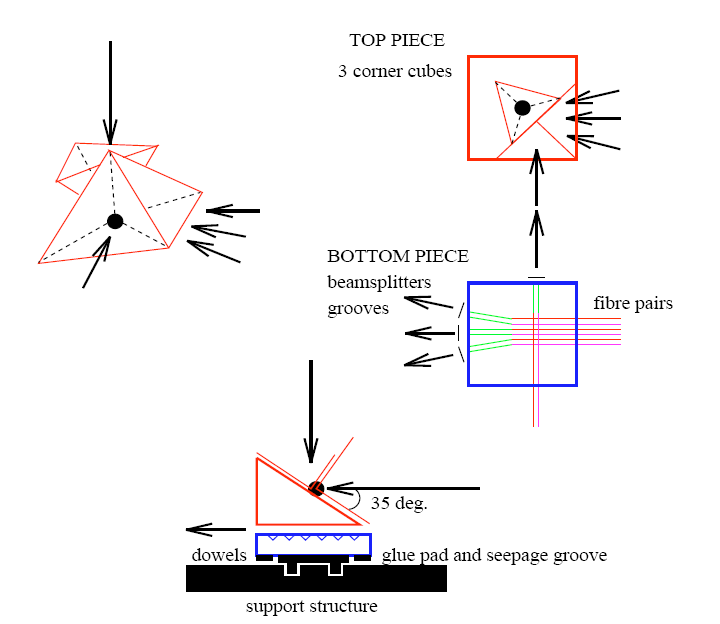 TOP PIECE
3 corner cubes
BOTTOM PIECE
beamsplitters
grooves
fibre pairs
35 deg.
dowels
glue pad and seepage groove
support structure